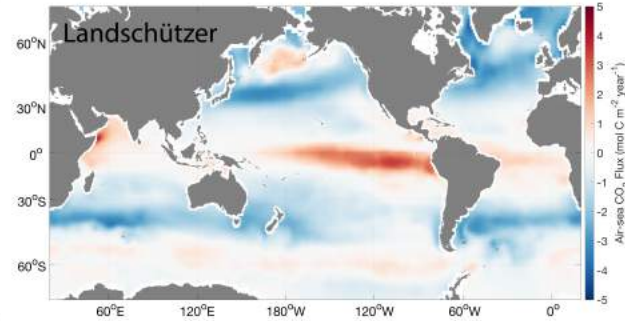 Landschützer
60°N
30°N
0°
30°S
60°S
60°E
120°E
180°W
120°W
60°W
0°
5
4
3
2
1
0
-1
-2
-3
-4
-5
Air-sea CO₂ Flux (mol C m⁻² year⁻¹)